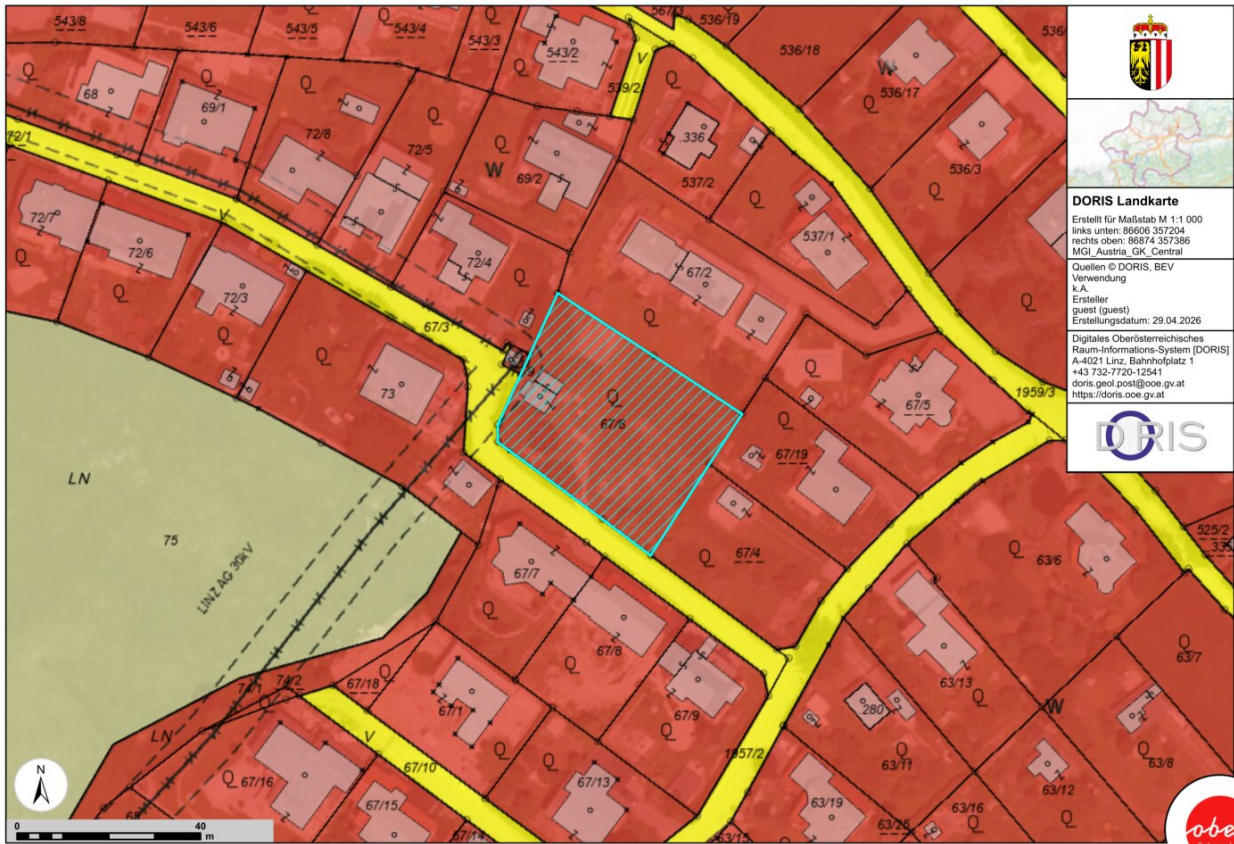 543/8
543/6
543/5
543/4
543/3
543/2
567/3
536/19
536/18
536/17
539/2
V
W
Q
68
69/1
72/8
72/5
69/2
W
.336
537/2
536/3
72/1
V
72/7
72/6
72/3
72/4
537/1
67/2
67/3
73
67/6
67/5
67/19
1959/3
LN
75
LINZ AG 30kV
67/7
67/4
67/8
67/9
63/6
525/2
63/7
74/1
74/2
67/18
67/1
LN
V
67/10
67/16
67/15
67/13
67/14
1957/2
63/13
.280
63/11
W
63/8
63/12
63/19
63/16
63/25
63/15
N
0
40
m
DORIS Landkarte
Erstellt für Maßstab M 1:1 000
links unten: 86606 357204
rechts oben: 86874 357386
MGI_Austria_GK_Central
Quellen © DORIS, BEV
Verwendung
k.A.
Ersteller
guest (guest)
Erstellungsdatum: 29.04.2026
Digitales Oberösterreichisches
Raum-Informations-System [DORIS]
A-4021 Linz, Bahnhofplatz 1
+43 732-7720-12541
doris.geol.post@ooe.gv.at
https://doris.ooe.gv.at
DORIS
obe